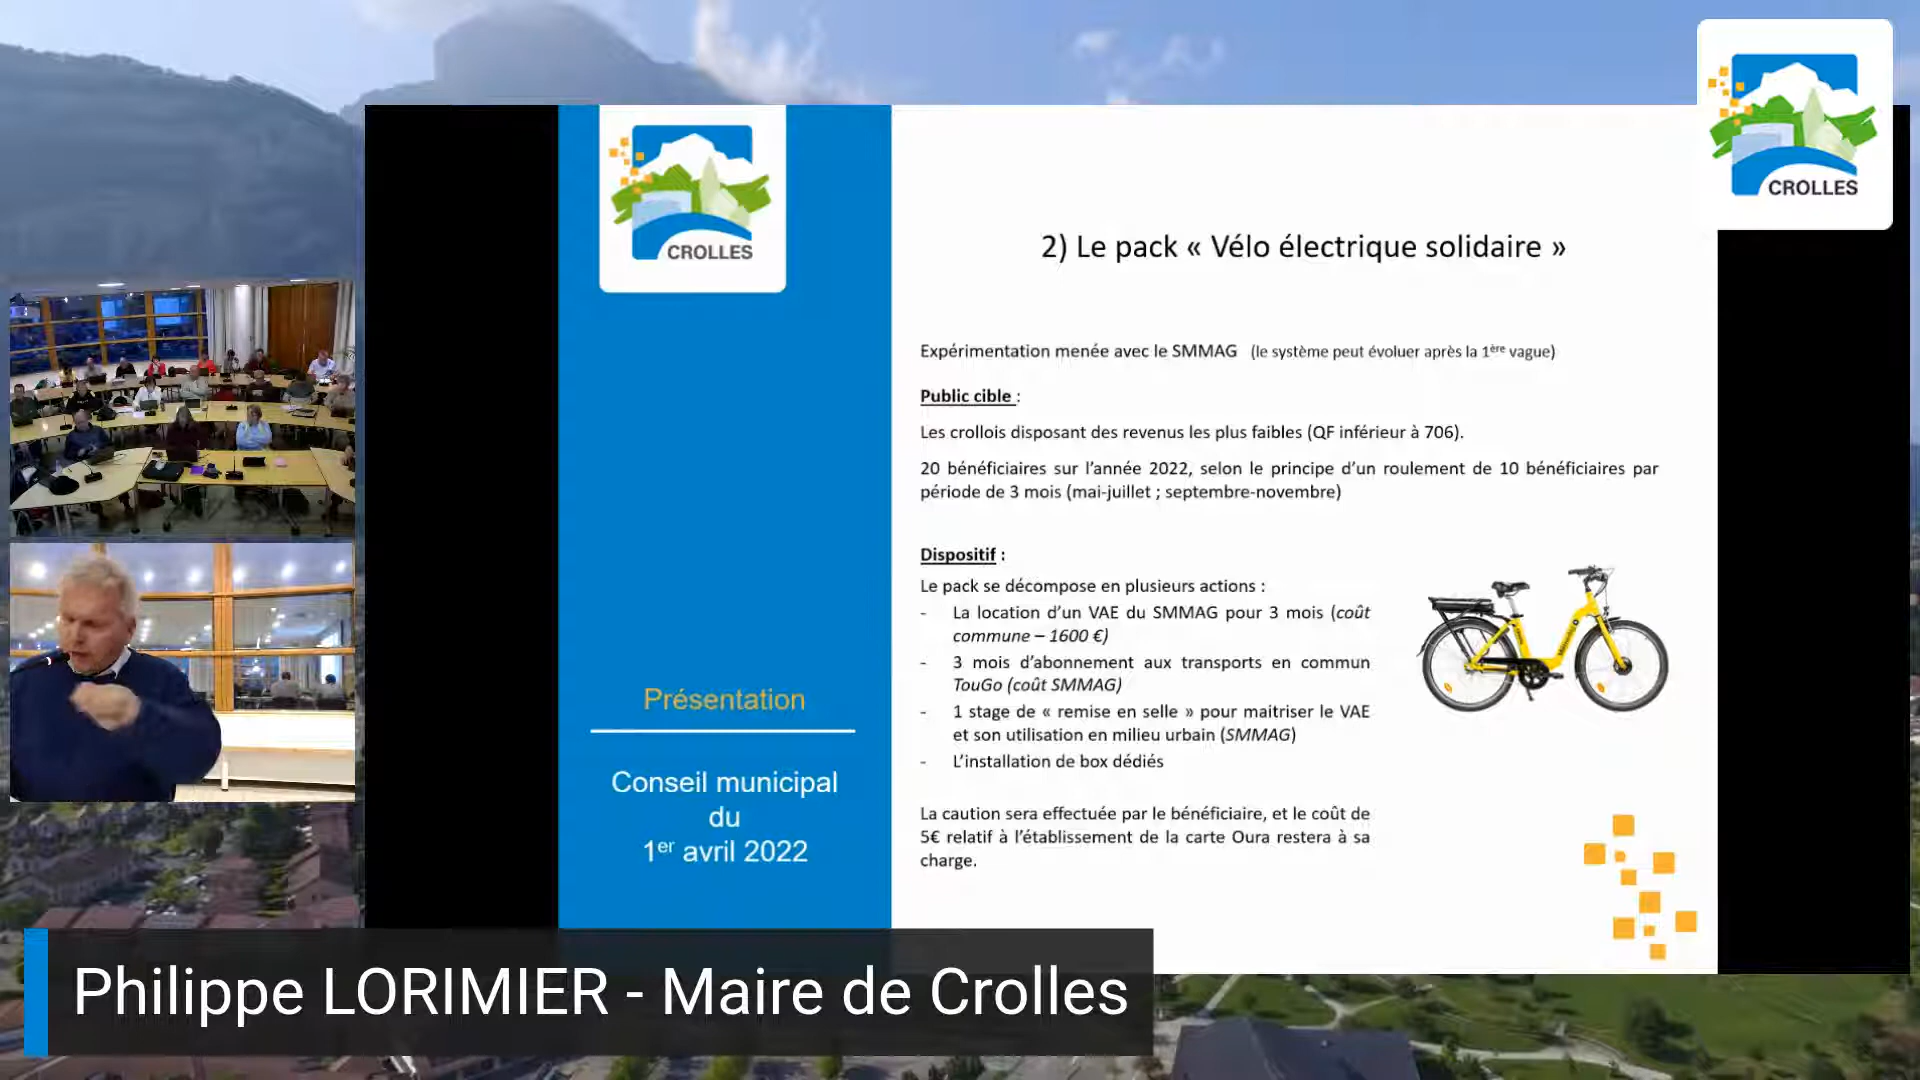 CROLLES
CROLLES
2) Le pack « Vélo électrique solidaire »
Expérimentation menée avec le SMMAG (le système peut évoluer après la 1ère vague)
Public cible :
Les crollois disposant des revenus les plus faibles (QF inférieur à 706).
20 bénéficiaires sur l'année 2022, selon le principe d'un roulement de 10 bénéficiaires par
période de 3 mois (mai-juillet ; septembre-novembre)
Dispositif :
Le pack se décompose en plusieurs actions :
- La location d'un VAE du SMMAG pour 3 mois (coût
commune – 1600 €)
- 3 mois d'abonnement aux transports en commun
TouGo (coût SMMAG)
- 1 stage de « remise en selle » pour maitriser le VAE
et son utilisation en milieu urbain (SMMAG)
- L'installation de box dédiés
La caution sera effectuée par le bénéficiaire, et le coût de
5€ relatif à l'établissement de la carte Oura restera à sa
charge.
Présentation
Conseil municipal
du
1er avril 2022
Philippe LORIMIER - Maire de Crolles